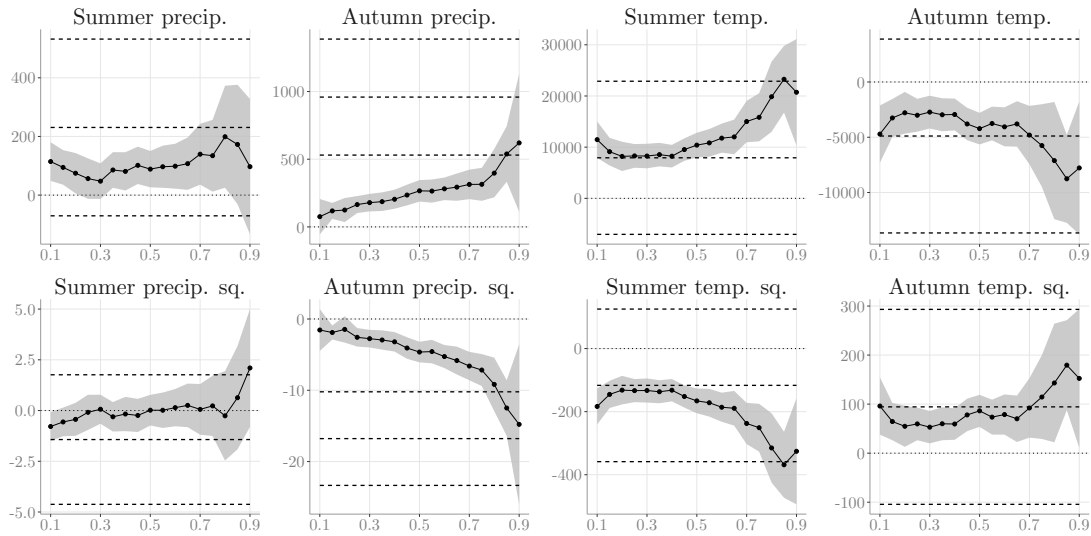 Summer precip.
400
200
0
0.1 0.3 0.5 0.7 0.9
Autumn precip.
1000
500
0
0.1 0.3 0.5 0.7 0.9
Summer temp.
30000
20000
10000
0
0.1 0.3 0.5 0.7 0.9
Autumn temp.
0
-5000
-10000
0.1 0.3 0.5 0.7 0.9
Summer precip. sq.
5.0
2.5
0.0
-2.5
-5.0
0.1 0.3 0.5 0.7 0.9
Autumn precip. sq.
0
-10
-20
0.1 0.3 0.5 0.7 0.9
Summer temp. sq.
0
-200
-400
0.1 0.3 0.5 0.7 0.9
Autumn temp. sq.
300
200
100
0
-100
0.1 0.3 0.5 0.7 0.9